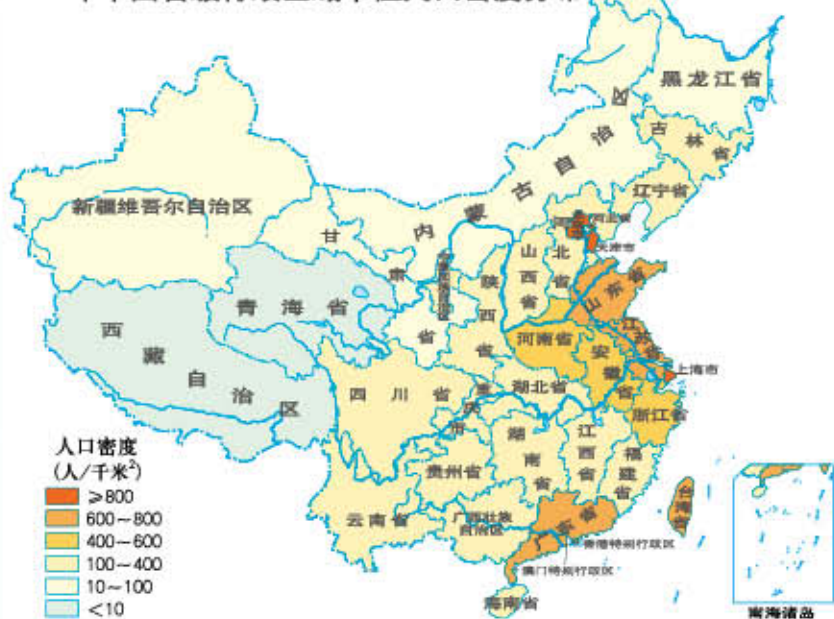 黑龙江省
吉林省
辽宁省
内蒙古自治区
新疆维吾尔自治区
甘肃省
青海省
西藏自治区
河北省
天津市
山西省
陕西省
山东省
河南省
江苏省
安徽省
上海市
浙江省
湖北省
四川省
重庆市
湖南省
江西省
福建省
贵州省
云南省
广西壮族
自治区
广东省
台湾省
香港特别行政区
澳门特别行政区
海南省
南海诸岛
人口密度
(人/千米²)
≥800
600~800
400~600
100~400
10~100
<10